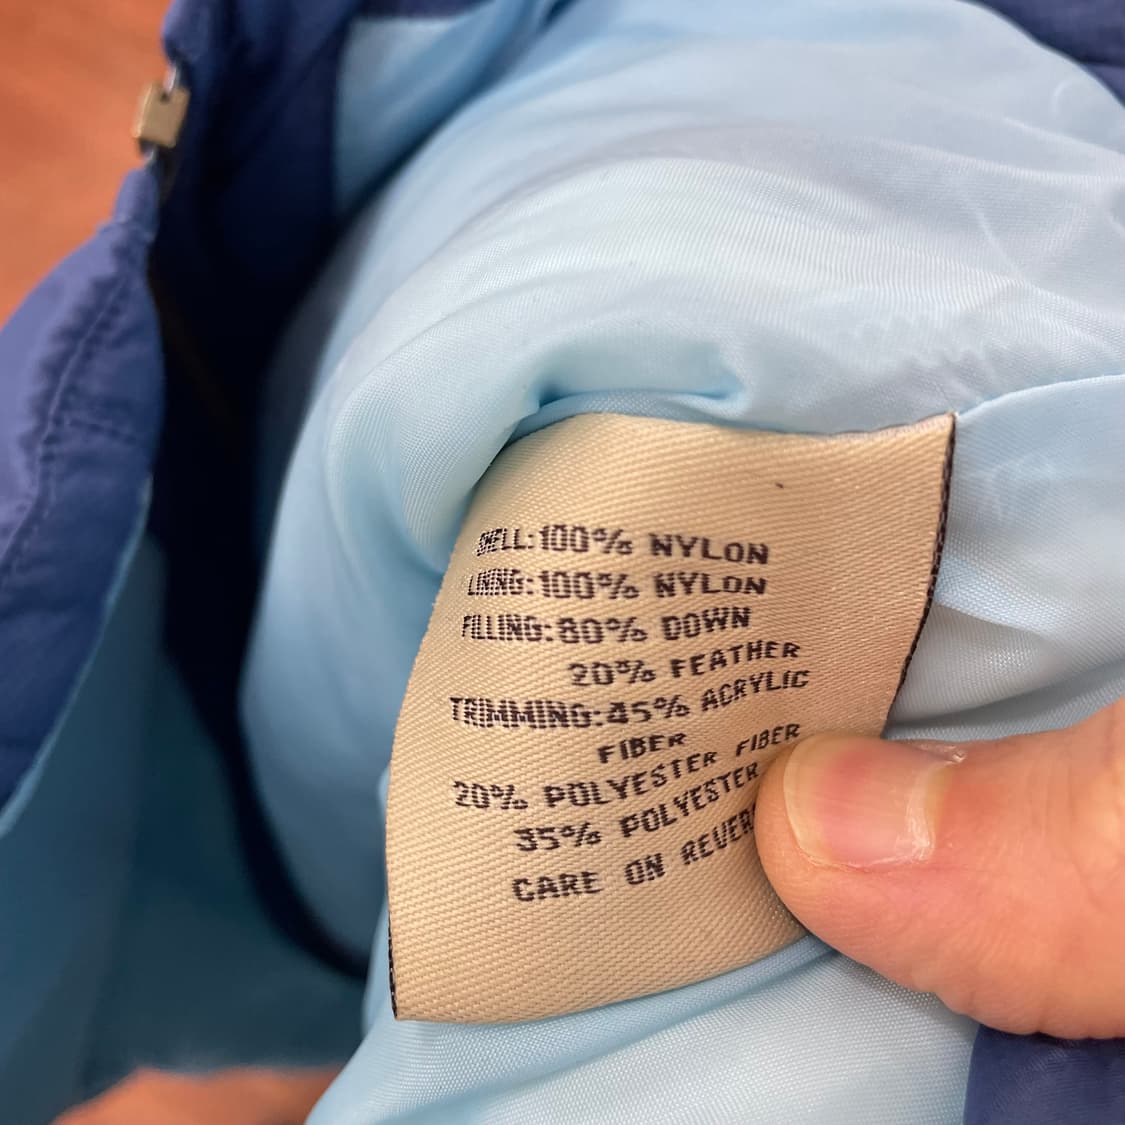 SHELL:100% NYLON
LINING:100% NYLON
FILLING:80% DOWN
20% FEATHER
TRIMMING:45% ACRYLIC
FIBER
20% POLYESTER FIBER
35% POLYESTER
CARE ON